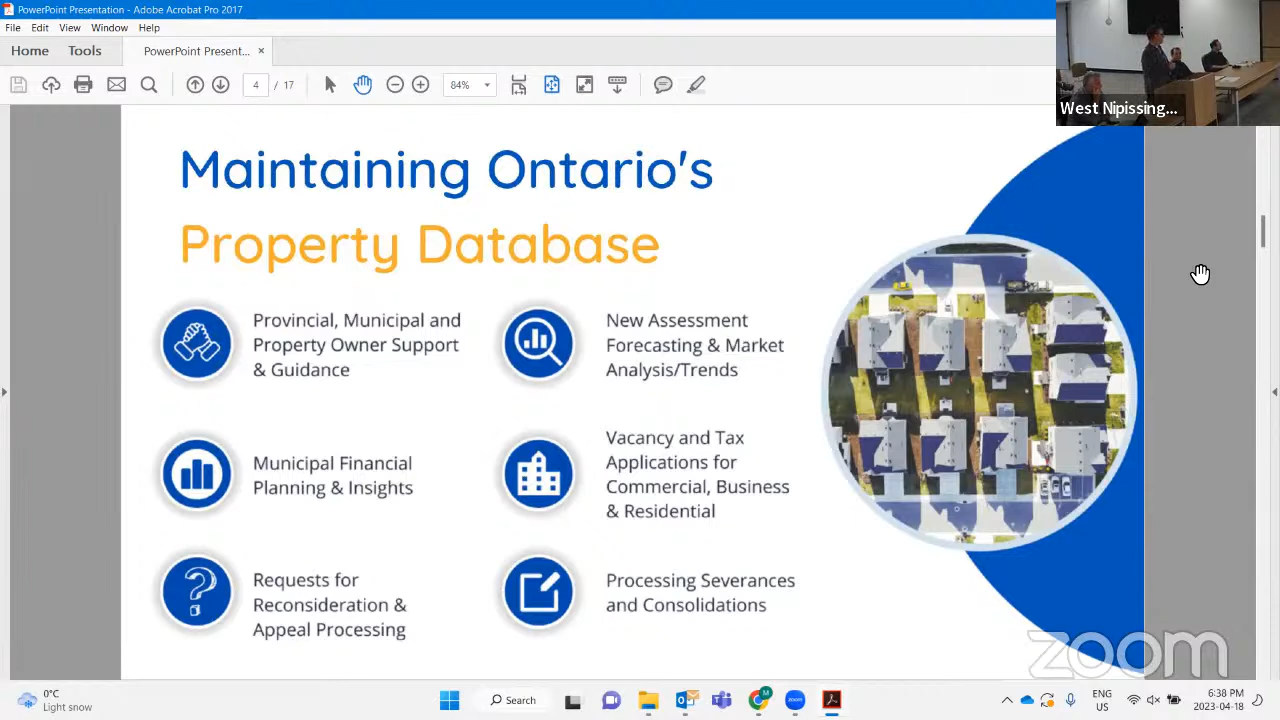 PowerPoint Presentation - Adobe Acrobat Pro 2017
File Edit View Window Help
Home Tools PowerPoint Present... ×
4 / 17 84%
West Nipissing...
Maintaining Ontario's
Property Database
Provincial, Municipal and
Property Owner Support
& Guidance
New Assessment
Forecasting & Market
Analysis/Trends
Municipal Financial
Planning & Insights
Vacancy and Tax
Applications for
Commercial, Business
& Residential
Requests for
Reconsideration &
Appeal Processing
Processing Severances
and Consolidations
zoom
0°C
Light snow
Search
M
zoom
ENG
US
6:38 PM
2023-04-18